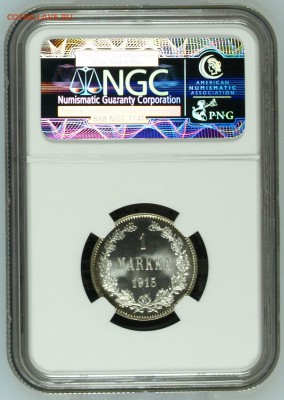 NGC
Numismatic Guaranty Corporation
AMERICAN
NUMISMATIC
ASSOCIATION
PNG
1
MARKKA
1915